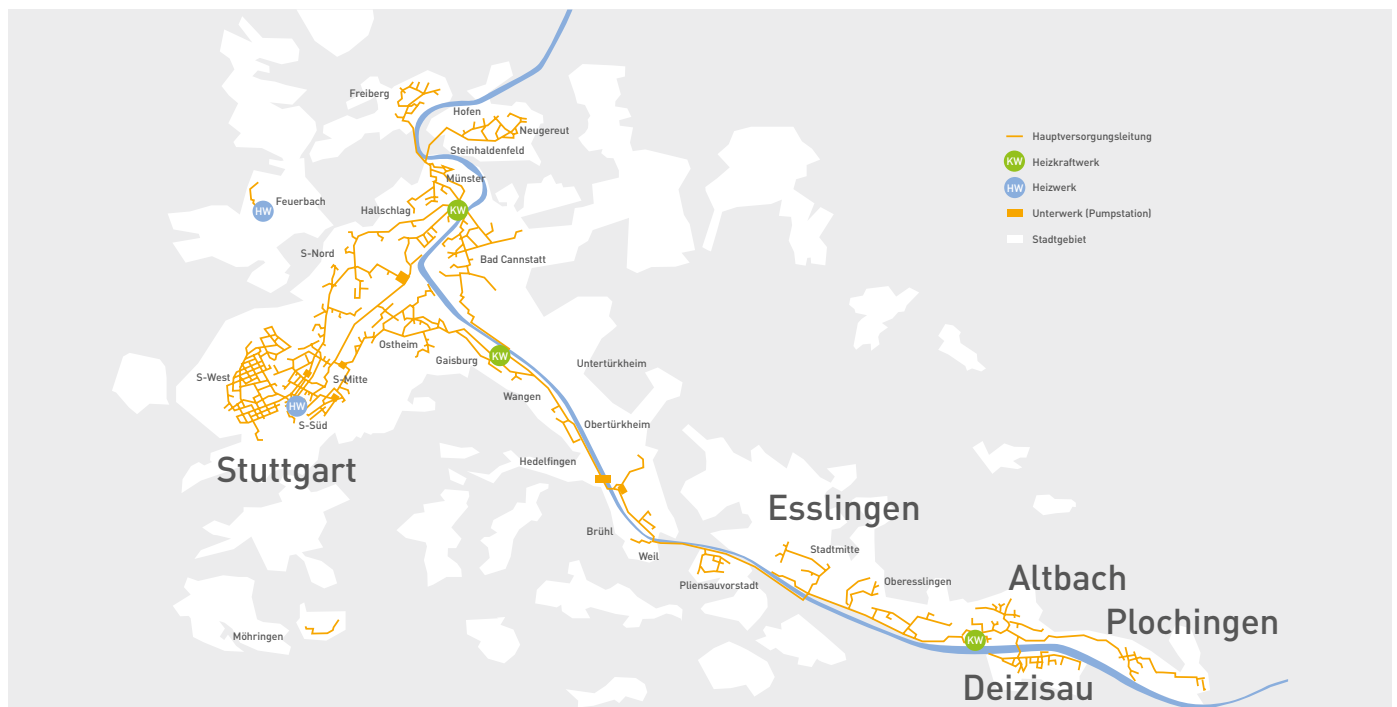 Freiberg
Hofen
Neugereut
Steinhaldenfeld
Münster
Feuerbach
HW
Hallschlag
KW
S-Nord
Bad Cannstatt
Ostheim
Gaisburg
KW
Untertürkheim
S-West
S-Mitte
Wangen
HW
S-Süd
Obertürkheim
Stuttgart
Hedelfingen
Esslingen
Brühl
Weil
Stadtmitte
Pliensauvorstadt
Oberesslingen
Altbach
Plochingen
Möhringen
KW
Deizisau
Hauptversorgungsleitung
KW Heizkraftwerk
HW Heizwerk
Unterwerk (Pumpstation)
Stadtgebiet